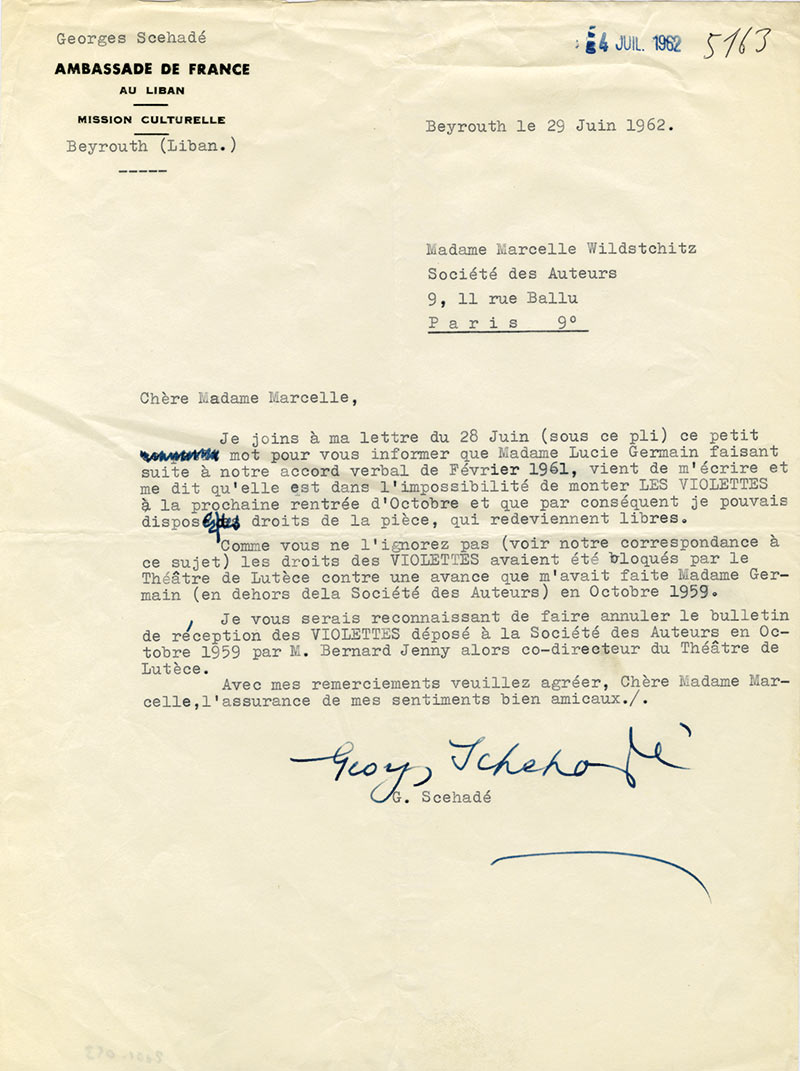 Georges Scehadé
AMBASSADE DE FRANCE
AU LIBAN
MISSION CULTURELLE
Beyrouth (Liban.)
-----
4 JUIL. 1962 5163
Beyrouth le 29 Juin 1962.
Madame Marcelle Wildstchitz
Société des Auteurs
9, 11 rue Ballu
P a r i s 9º
Chère Madame Marcelle,
Je joins à ma lettre du 28 Juin (sous ce pli) ce petit
mot pour vous informer que Madame Lucie Germain faisant
suite à notre accord verbal de Février 1961, vient de m'écrire et
me dit qu'elle est dans l'impossibilité de monter LES VIOLETTES
à la prochaine rentrée d'Octobre et que par conséquent je pouvais
dispos droits de la pièce, qui redeviennent libres.
Comme vous ne l'ignorez pas (voir notre correspondance à
ce sujet) les droits des VIOLETTES avaient été bloqués par le
Théâtre de Lutèce contre une avance que m'avait faite Madame Ger-
main (en dehors dela Société des Auteurs) en Octobre 1959.
Je vous serais reconnaissant de faire annuler le bulletin
de réception des VIOLETTES déposé à la Société des Auteurs en Oc-
tobre 1959 par M. Bernard Jenny alors co-directeur du Théâtre de
Lutèce.
Avec mes remerciements veuillez agréer, Chère Madame Mar-
celle,l'assurance de mes sentiments bien amicaux./.
Georges Schehadé
G. Scehadé